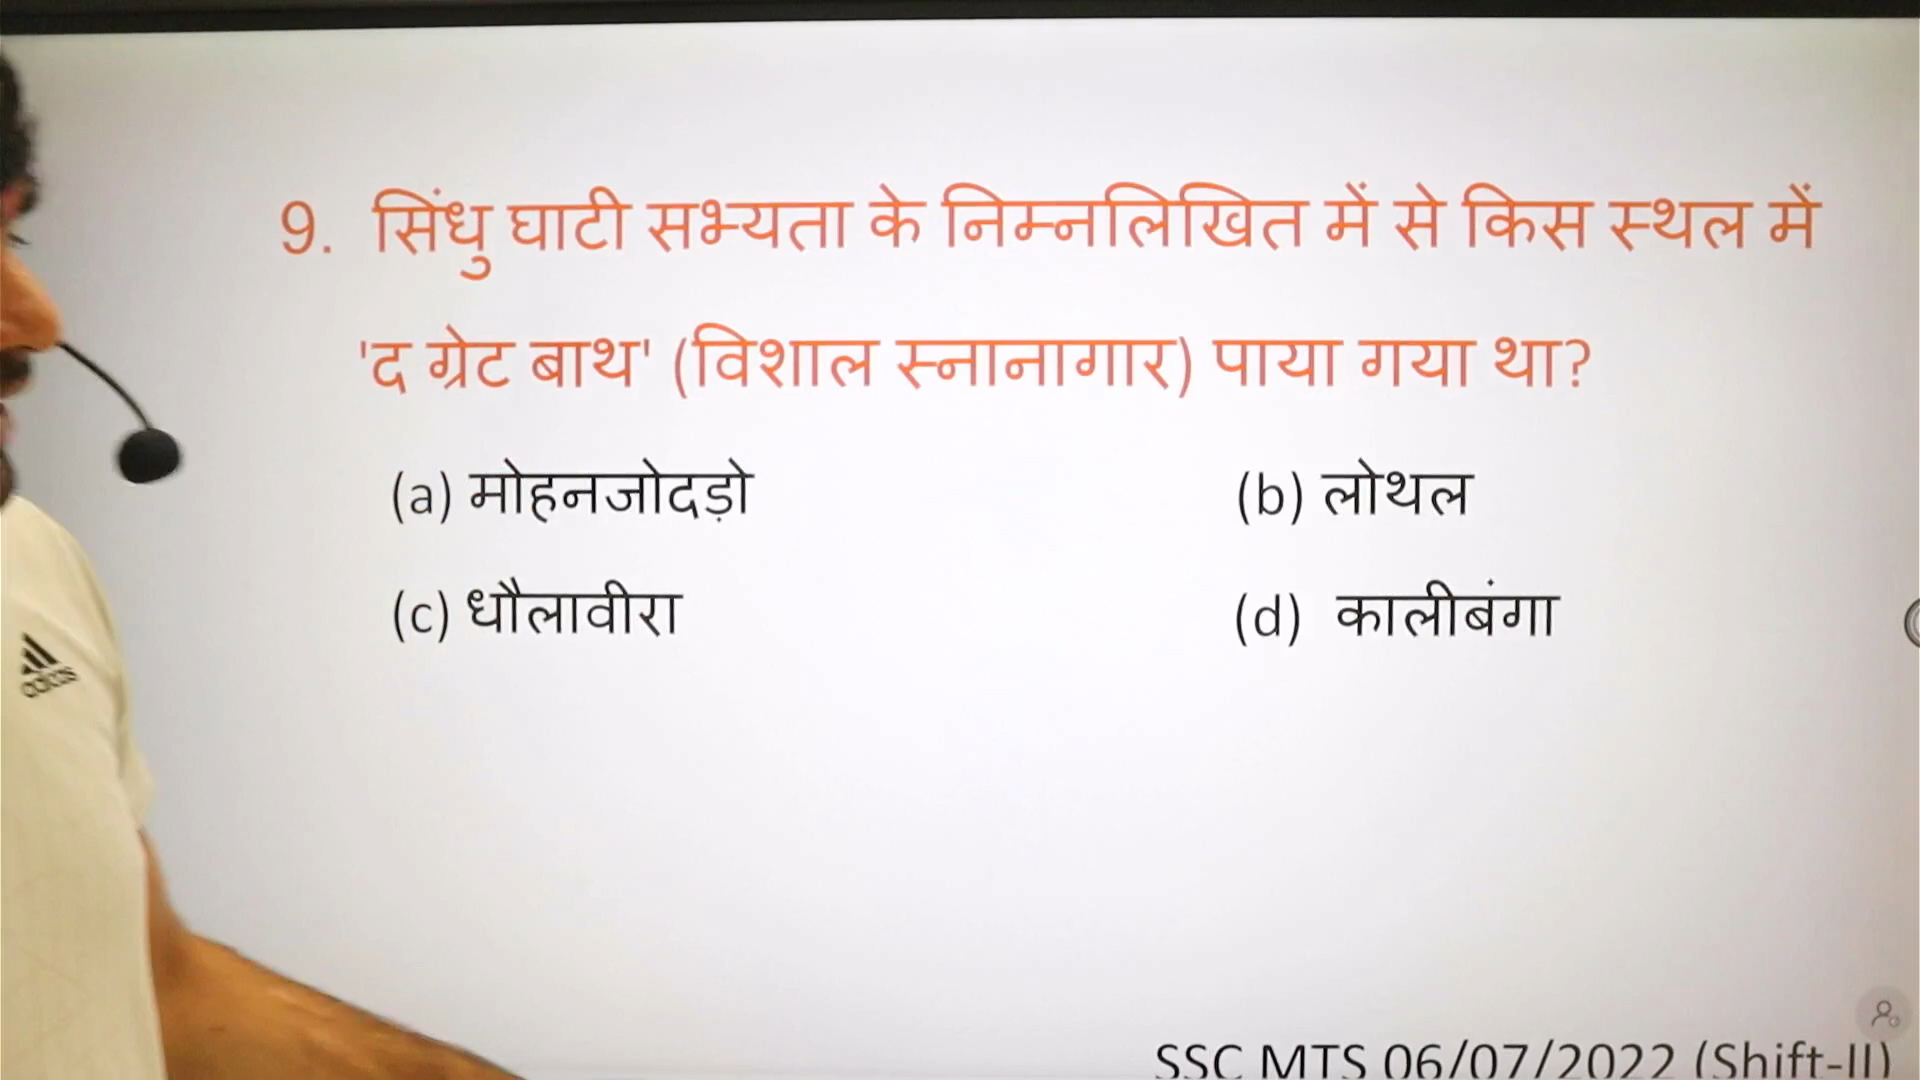 9. सिंधु घाटी सभ्यता के निम्नलिखित में से किस स्थल में
'द ग्रेट बाथ' (विशाल स्नानागार) पाया गया था?
(a) मोहनजोदड़ो (b) लोथल
(c) धौलावीरा (d) कालीबंगा
adidas
SSC MTS 06/07/2022 (Shift-II)